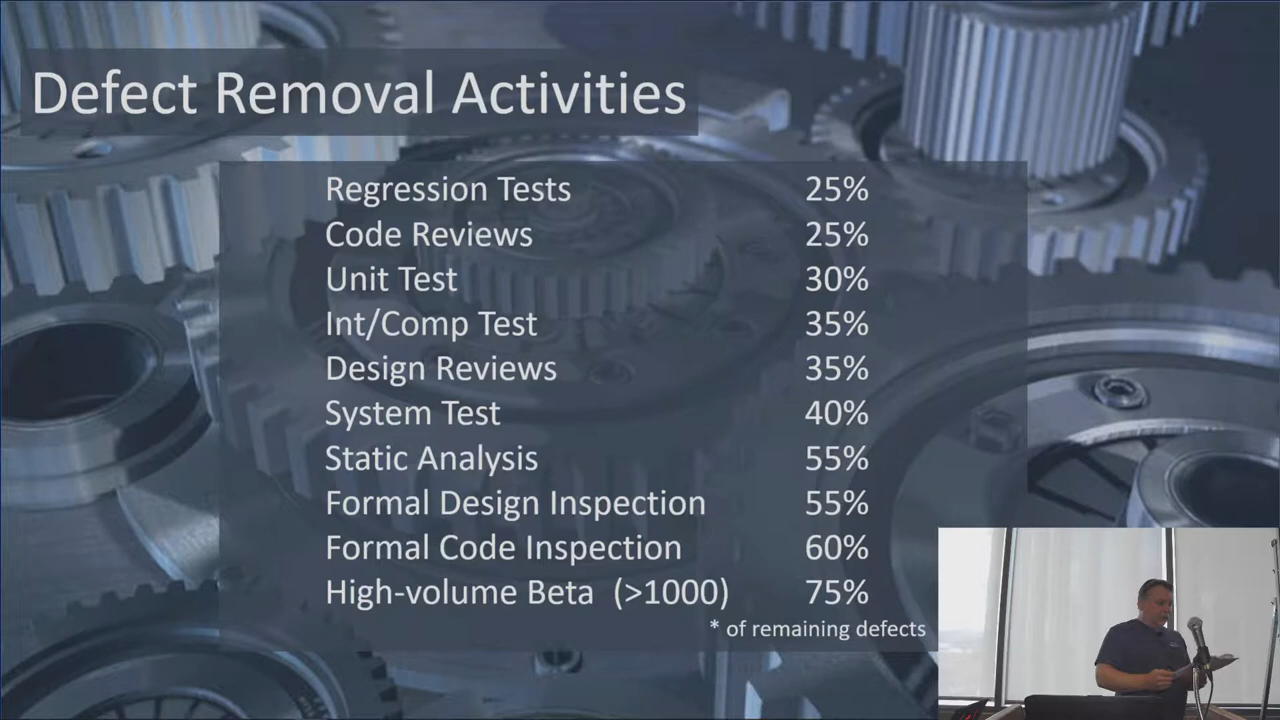 Defect Removal Activities
Regression Tests 25%
Code Reviews 25%
Unit Test 30%
Int/Comp Test 35%
Design Reviews 35%
System Test 40%
Static Analysis 55%
Formal Design Inspection 55%
Formal Code Inspection 60%
High-volume Beta (>1000) 75%
* of remaining defects